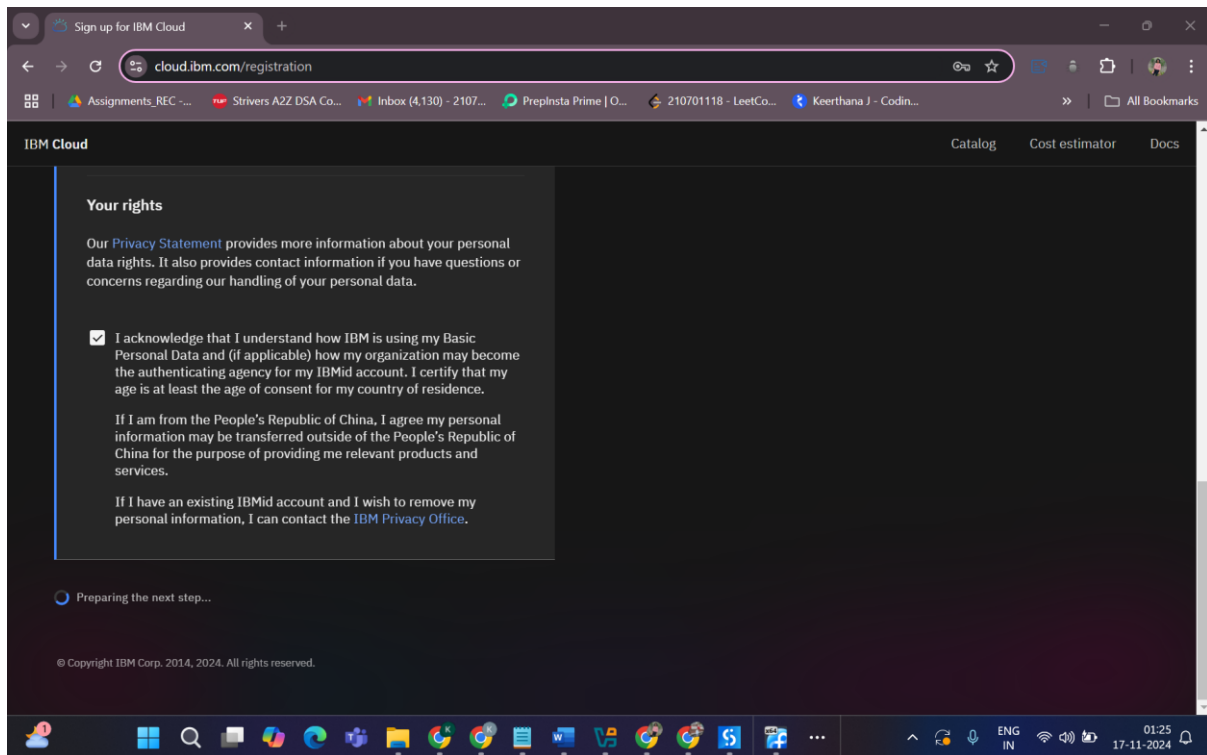 Sign up for IBM Cloud
cloud.ibm.com/registration
Assignments_REC -...
Strivers A2Z DSA Co...
Inbox (4,130) - 2107...
PrepInsta Prime | O...
210701118 - LeetCo...
Keerthana J - Codin...
»
All Bookmarks
IBM Cloud
Catalog
Cost estimator
Docs
Your rights
Our Privacy Statement provides more information about your personal
data rights. It also provides contact information if you have questions or
concerns regarding our handling of your personal data.
I acknowledge that I understand how IBM is using my Basic
Personal Data and (if applicable) how my organization may become
the authenticating agency for my IBMid account. I certify that my
age is at least the age of consent for my country of residence.
If I am from the People’s Republic of China, I agree my personal
information may be transferred outside of the People’s Republic of
China for the purpose of providing me relevant products and
services.
If I have an existing IBMid account and I wish to remove my
personal information, I can contact the IBM Privacy Office.
Preparing the next step...
© Copyright IBM Corp. 2014, 2024. All rights reserved.
1
ENG
IN
01:25
17-11-2024